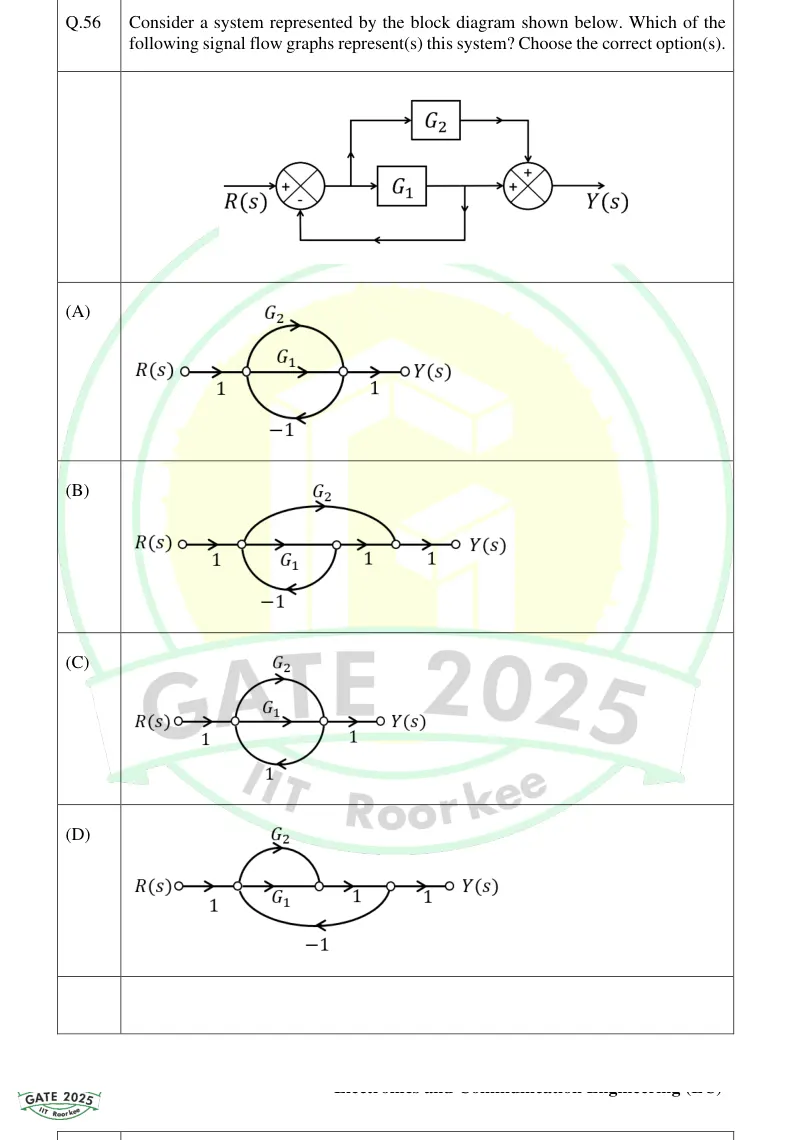 Q.56 Consider a system represented by the block diagram shown below. Which of the
following signal flow graphs represent(s) this system? Choose the correct option(s).
G₂
+
R(s) + - G₁ + Y(s)
(A)
G₂
R(s) 1 G₁ 1 Y(s)
−1
(B)
G₂
R(s) 1 G₁ 1 1 Y(s)
−1
(C)
G₂
R(s) 1 G₁ 1 Y(s)
1
(D)
G₂
R(s) 1 G₁ 1 1 Y(s)
−1
GATE 2025
IIT Roorkee
GATE 2025
IIT Roorkee